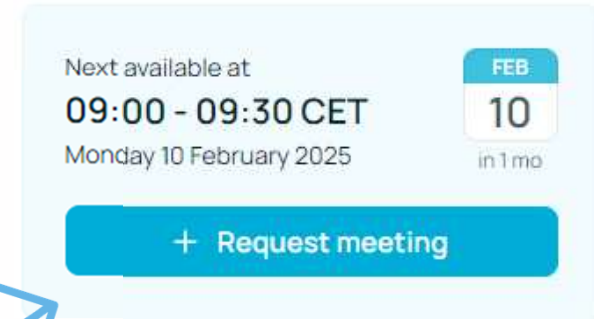 Next available at
09:00 - 09:30 CET
Monday 10 February 2025
FEB
10
in 1 mo
+ Request meeting